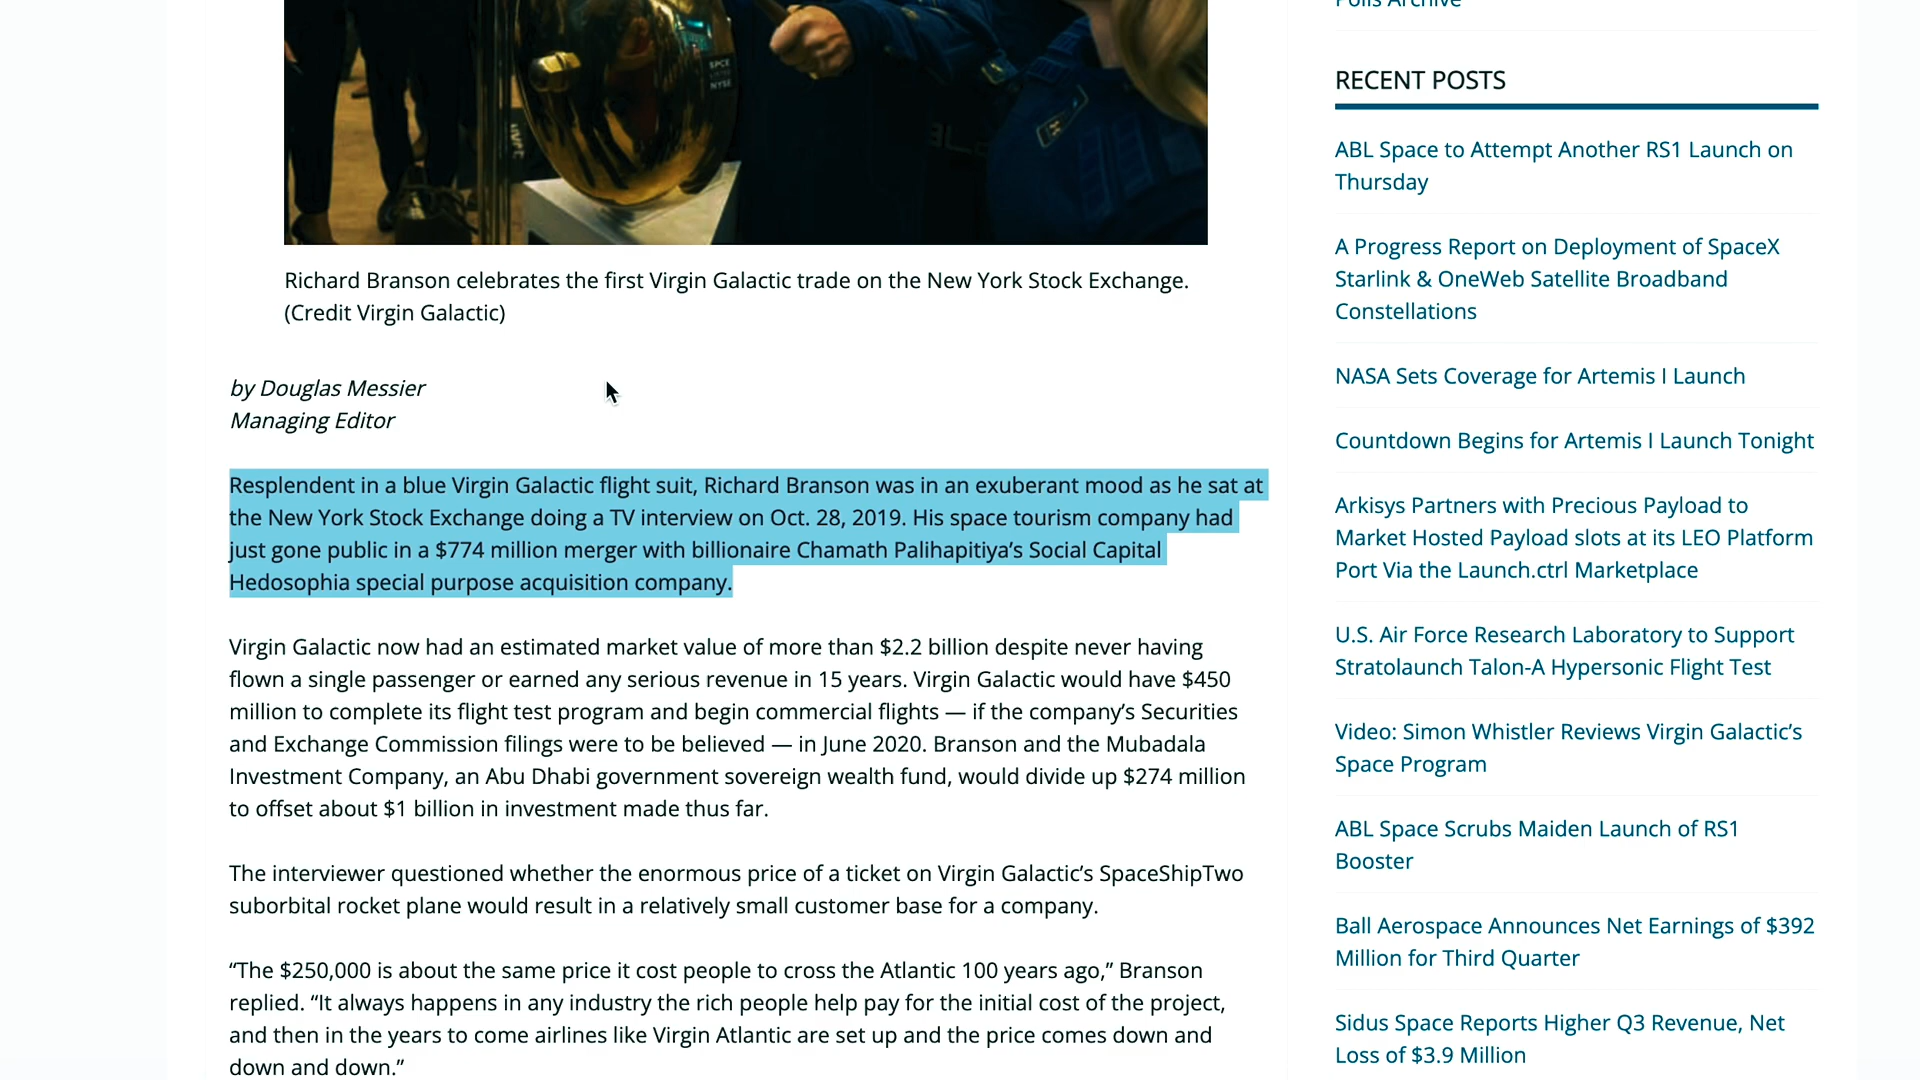 Polls Archive
SPCE
NYSE
Richard Branson celebrates the first Virgin Galactic trade on the New York Stock Exchange.
(Credit Virgin Galactic)
by Douglas Messier
Managing Editor
Resplendent in a blue Virgin Galactic flight suit, Richard Branson was in an exuberant mood as he sat at
the New York Stock Exchange doing a TV interview on Oct. 28, 2019. His space tourism company had
just gone public in a $774 million merger with billionaire Chamath Palihapitiya’s Social Capital
Hedosophia special purpose acquisition company.
Virgin Galactic now had an estimated market value of more than $2.2 billion despite never having
flown a single passenger or earned any serious revenue in 15 years. Virgin Galactic would have $450
million to complete its flight test program and begin commercial flights — if the company’s Securities
and Exchange Commission filings were to be believed — in June 2020. Branson and the Mubadala
Investment Company, an Abu Dhabi government sovereign wealth fund, would divide up $274 million
to offset about $1 billion in investment made thus far.
The interviewer questioned whether the enormous price of a ticket on Virgin Galactic’s SpaceShipTwo
suborbital rocket plane would result in a relatively small customer base for a company.
“The $250,000 is about the same price it cost people to cross the Atlantic 100 years ago,” Branson
replied. “It always happens in any industry the rich people help pay for the initial cost of the project,
and then in the years to come airlines like Virgin Atlantic are set up and the price comes down and
down and down.”
RECENT POSTS
ABL Space to Attempt Another RS1 Launch on
Thursday
A Progress Report on Deployment of SpaceX
Starlink & OneWeb Satellite Broadband
Constellations
NASA Sets Coverage for Artemis I Launch
Countdown Begins for Artemis I Launch Tonight
Arkisys Partners with Precious Payload to
Market Hosted Payload slots at its LEO Platform
Port Via the Launch.ctrl Marketplace
U.S. Air Force Research Laboratory to Support
Stratolaunch Talon-A Hypersonic Flight Test
Video: Simon Whistler Reviews Virgin Galactic’s
Space Program
ABL Space Scrubs Maiden Launch of RS1
Booster
Ball Aerospace Announces Net Earnings of $392
Million for Third Quarter
Sidus Space Reports Higher Q3 Revenue, Net
Loss of $3.9 Million